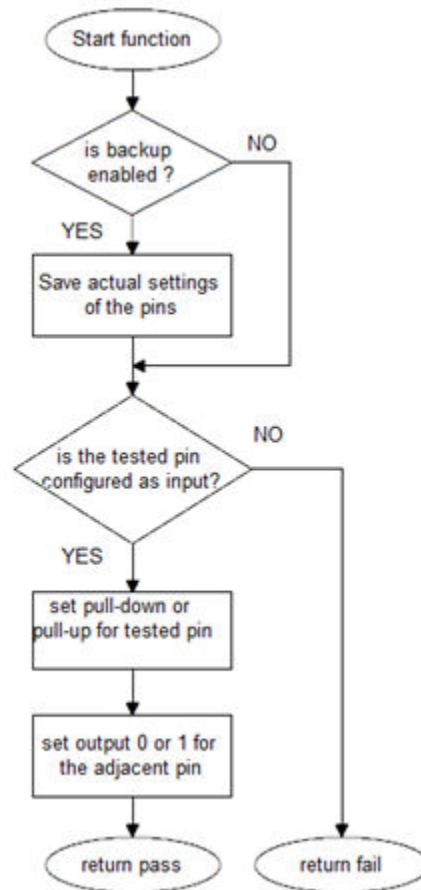 Start function
is backup
enabled ?
NO
YES
Save actual settings
of the pins
is the tested pin
configured as input?
NO
YES
set pull-down or
pull-up for tested pin
set output 0 or 1 for
the adjacent pin
return pass
return fail